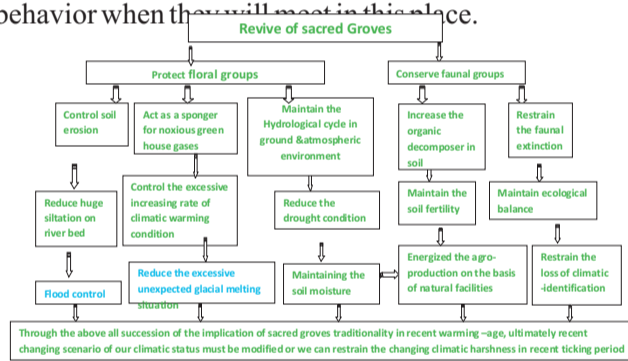 behavior when they will meet in this place.
Revive of sacred Groves
Protect floral groups
Conserve faunal groups
Control soil
erosion
Act as a sponger
for noxious green
house gases
Maintain the
Hydrological cycle in
ground &atmospheric
environment
Increase the
organic
decomposer in
soil
Restrain
the faunal
extinction
Reduce huge
siltation on
river bed
Control the excessive
increasing rate of
climatic warming
condition
Reduce the
drought condition
Maintain the
soil fertility
Maintain ecological
balance
Flood control
Reduce the excessive
unexpected glacial melting
situation
Maintaining the
soil moisture
Energized the agro-
production on the basis
of natural facilities
Restrain the
loss of climatic
-identification
Through the above all succession of the implication of sacred groves traditionality in recent warming –age, ultimately recent
changing scenario of our climatic status must be modified or we can restrain the changing climatic harshness in recent ticking period